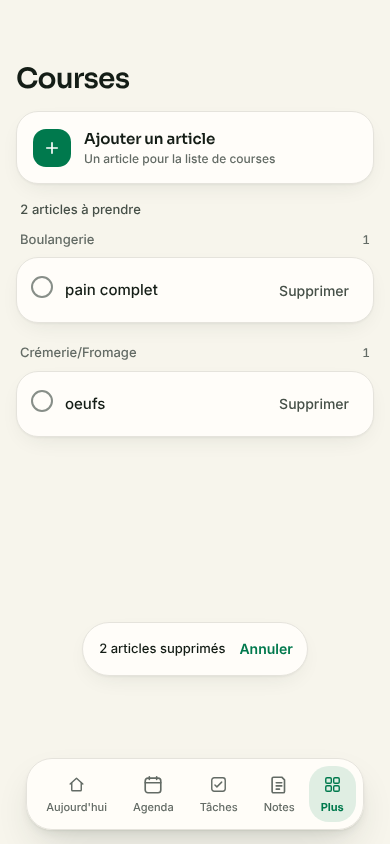 Courses
Ajouter un article
Un article pour la liste de courses
2 articles à prendre
Boulangerie 1
pain complet Supprimer
Crémerie/Fromage 1
oeufs Supprimer
2 articles supprimés Annuler
Aujourd'hui Agenda Tâches Notes Plus